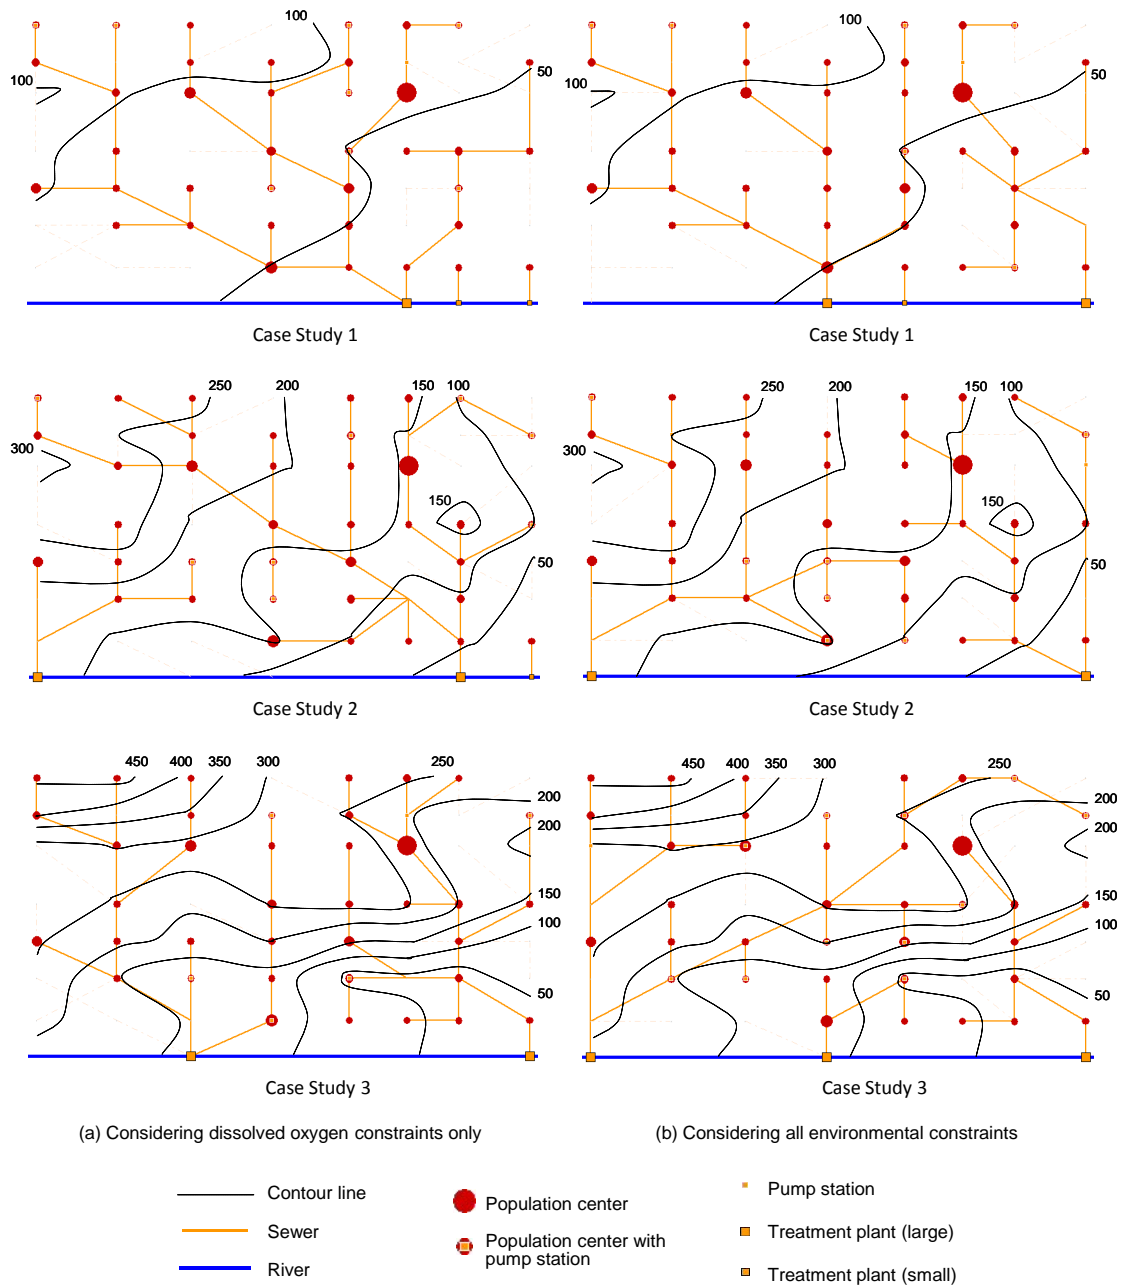 100
100
50
100
100
50
Case Study 1
Case Study 1
250
200
150
100
300
150
50
250
200
150
100
300
150
50
Case Study 2
Case Study 2
450
400
350
300
250
200
200
150
100
50
450
400
350
300
250
200
200
150
100
50
Case Study 3
Case Study 3
(a) Considering dissolved oxygen constraints only
(b) Considering all environmental constraints
Contour line
Sewer
River
Population center
Population center with
pump station
Pump station
Treatment plant (large)
Treatment plant (small)